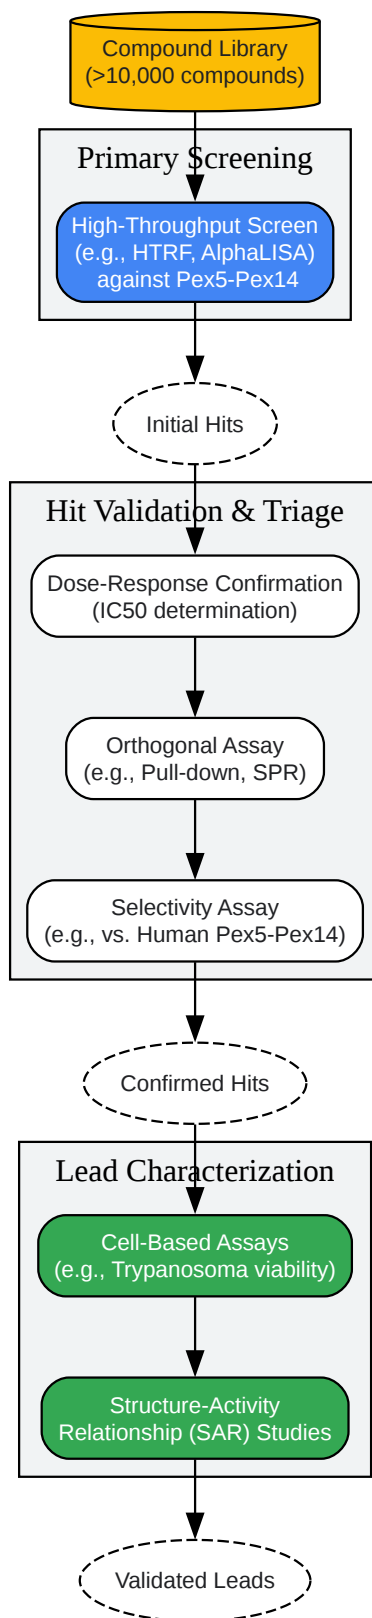 Compound Library
(>10,000 compounds)
Primary Screening
High-Throughput Screen
(e.g., HTRF, AlphaLISA)
against Pex5-Pex14
Initial Hits
Hit Validation & Triage
Dose-Response Confirmation
(IC50 determination)
Orthogonal Assay
(e.g., Pull-down, SPR)
Selectivity Assay
(e.g., vs. Human Pex5-Pex14)
Confirmed Hits
Lead Characterization
Cell-Based Assays
(e.g., Trypanosoma viability)
Structure-Activity
Relationship (SAR) Studies
Validated Leads